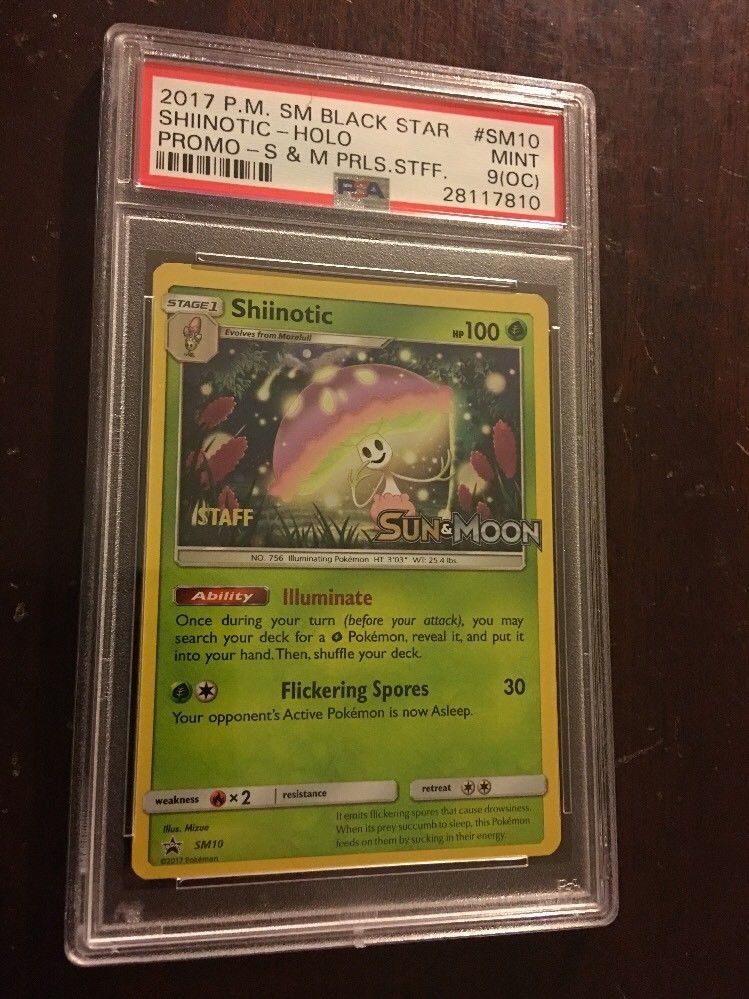 2017 P.M. SM BLACK STAR #SM10
SHIINOTIC-HOLO MINT
PROMO-S & M PRLS.STFF. 9(OC)
PSA 28117810
STAGE1 Shiinotic HP100
Evolves from Morelull
STAFF
SUN&MOON
NO. 756 Illuminating Pokémon HT: 3'03" WT: 25.4 lbs.
Ability Illuminate
Once during your turn (before your attack), you may
search your deck for a Pokémon, reveal it, and put it
into your hand. Then, shuffle your deck.
Flickering Spores 30
Your opponent's Active Pokémon is now Asleep.
weakness ×2 resistance retreat
Illus. Mizue
SM10
©2017 Pokémon
It emits flickering spores that cause drowsiness.
When its prey succumb to sleep, this Pokémon
feeds on them by sucking in their energy.